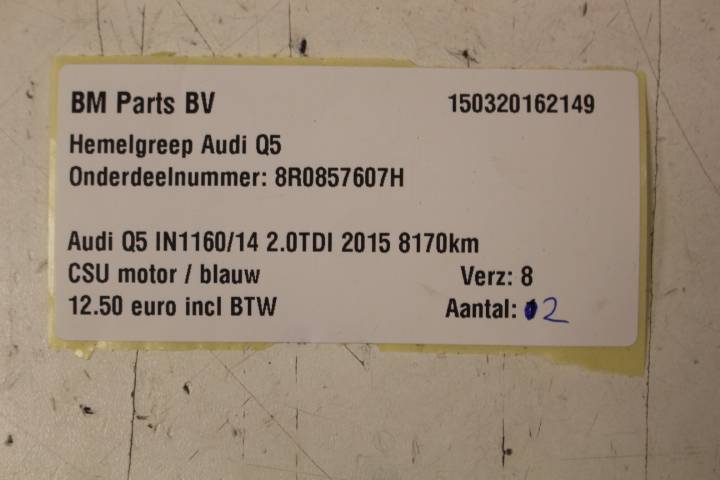 BM Parts BV 150320162149
Hemelgreep Audi Q5
Onderdeelnummer: 8R0857607H
Audi Q5 IN1160/14 2.0TDI 2015 8170km
CSU motor / blauw Verz: 8
12.50 euro incl BTW Aantal: 2